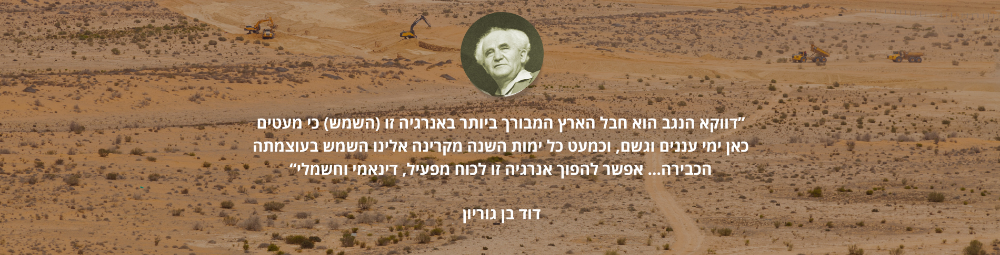 ”דווקא הנגב הוא חבל הארץ המבורך ביותר באנרגיה זו (השמש) כי מעטים
כאן ימי עננים וגשם, וכמעט כל ימות השנה מקרינה אלינו השמש בעוצמתה
הכבירה... אפשר להפוך אנרגיה זו לכוח מפעיל, דינאמי וחשמלי“
דוד בן גוריון